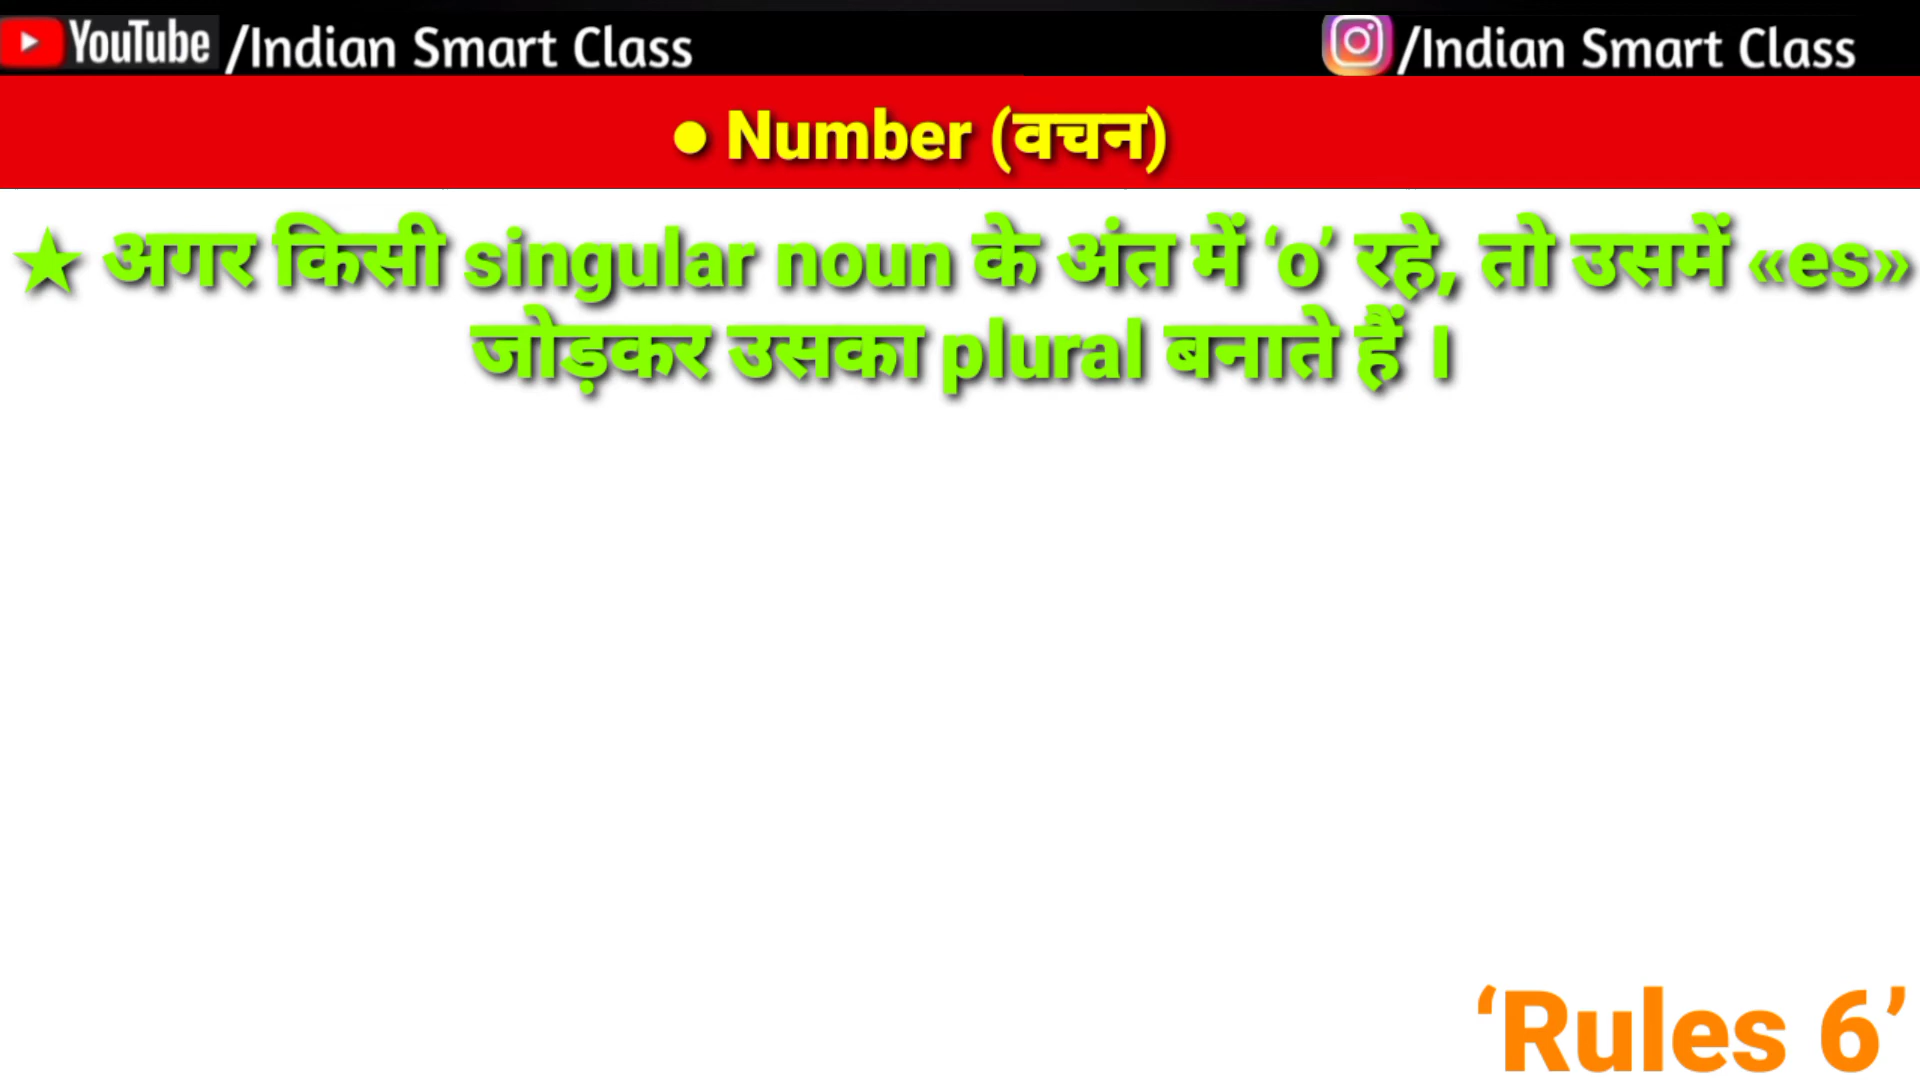 YouTube /Indian Smart Class /Indian Smart Class
● Number (वचन)
★ अगर किसी singular noun के अंत में ‘o’ रहे, तो उसमें «es»
जोड़कर उसका plural बनाते हैं ।
‘Rules 6’